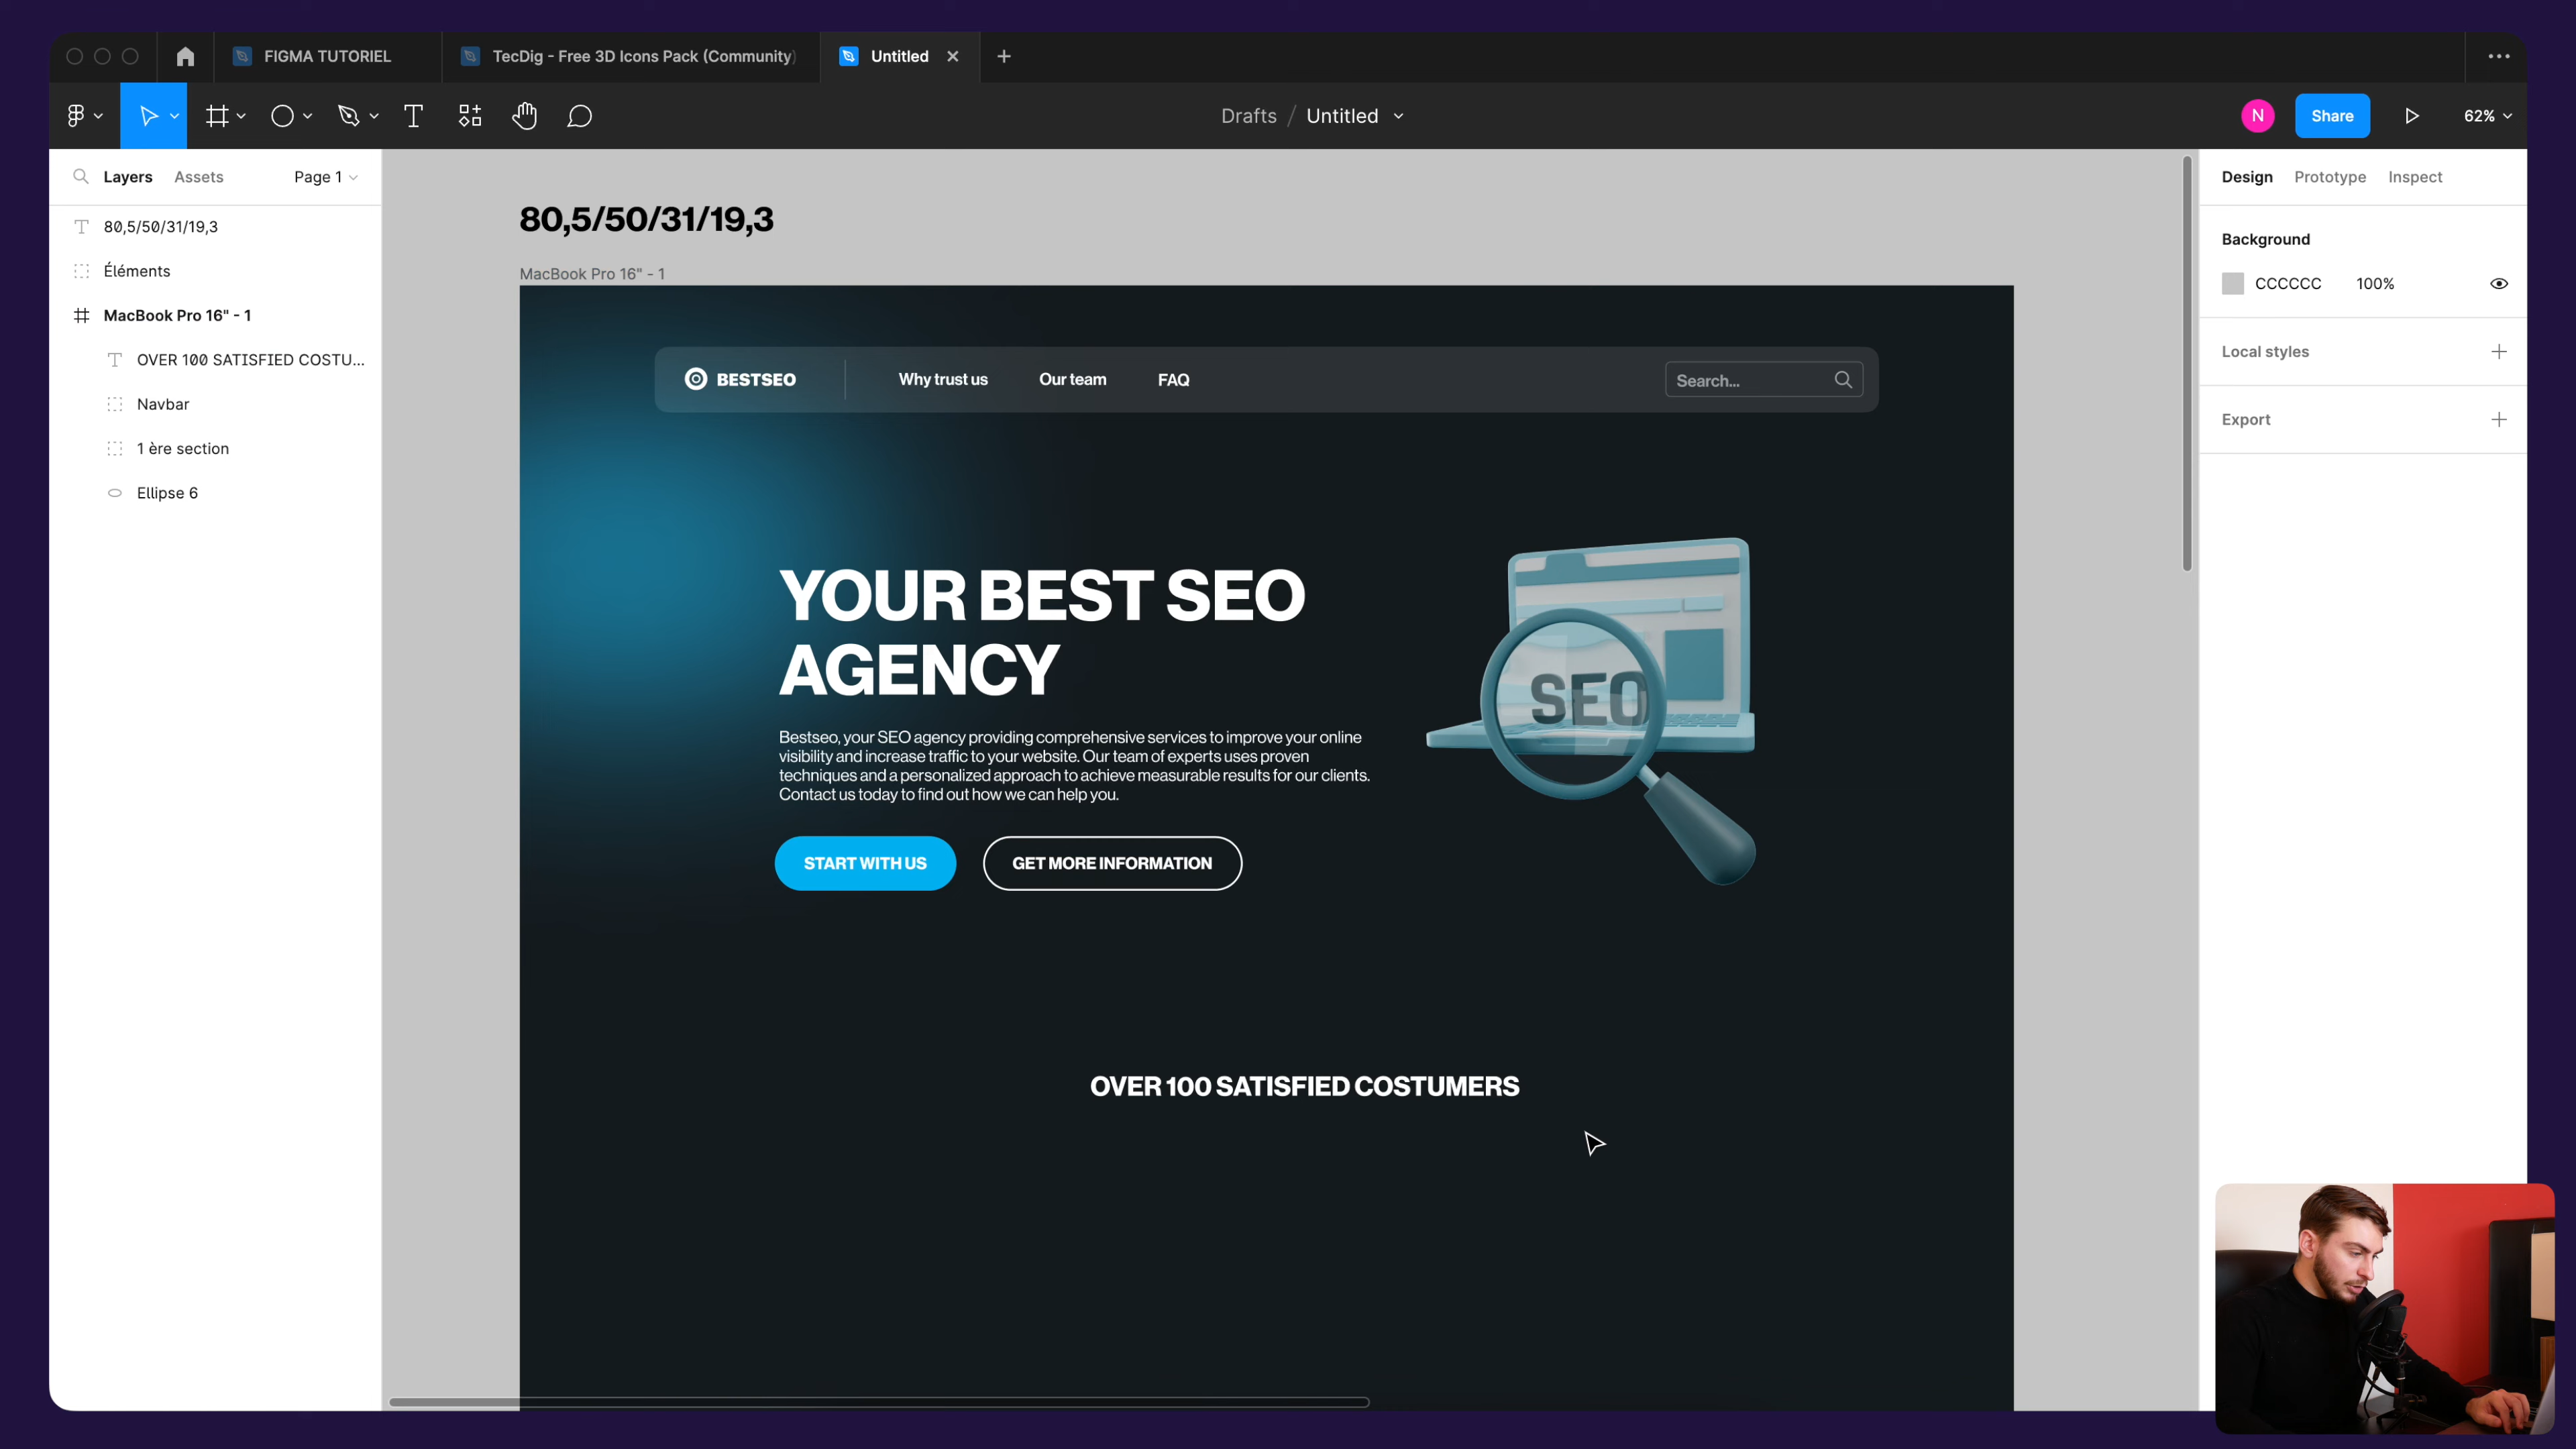 FIGMA TUTORIEL
TecDig - Free 3D Icons Pack (Community)
Untitled
Drafts / Untitled
N
Share
62%
Layers
Assets
Page 1
80,5/50/31/19,3
Éléments
MacBook Pro 16" - 1
OVER 100 SATISFIED COSTU...
Navbar
1 ère section
Ellipse 6
80,5/50/31/19,3
MacBook Pro 16" - 1
BESTSEO
Why trust us
Our team
FAQ
Search...
YOUR BEST SEO
AGENCY
Bestseo, your SEO agency providing comprehensive services to improve your online
visibility and increase traffic to your website. Our team of experts uses proven
techniques and a personalized approach to achieve measurable results for our clients.
Contact us today to find out how we can help you.
START WITH US
GET MORE INFORMATION
SEO
OVER 100 SATISFIED COSTUMERS
Design
Prototype
Inspect
Background
CCCCCC
100%
Local styles
Export